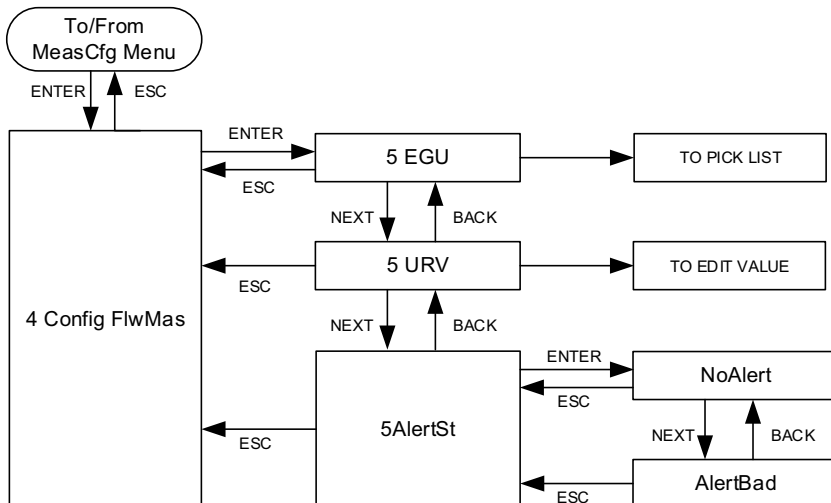 To/From
MeasCfg Menu
ENTER
ESC
ENTER
5 EGU
TO PICK LIST
ESC
NEXT
BACK
5 URV
TO EDIT VALUE
ESC
4 Config FlwMas
NEXT
BACK
ENTER
NoAlert
ESC
5AlertSt
ESC
NEXT
BACK
AlertBad
ESC